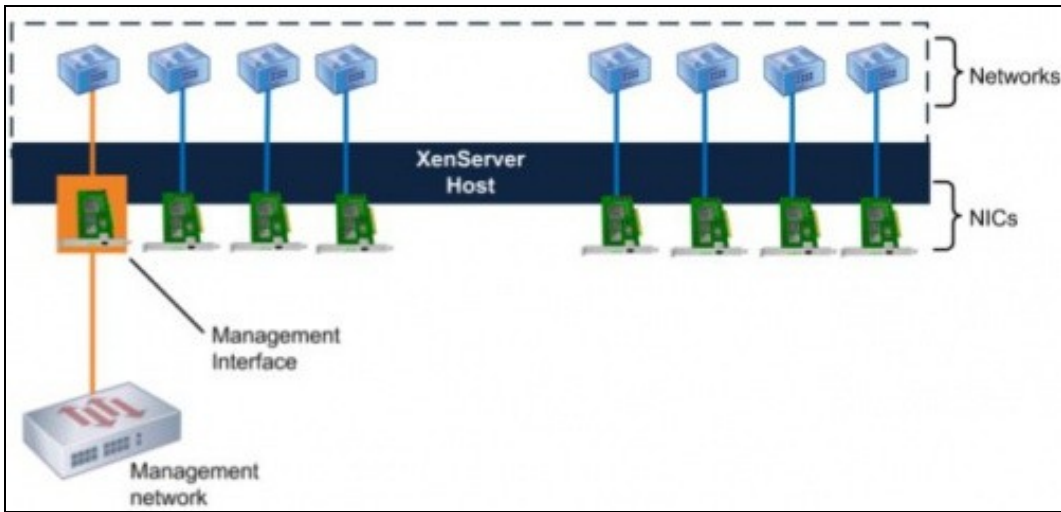 Networks
XenServer
Host
NICs
Management
Interface
Management
network